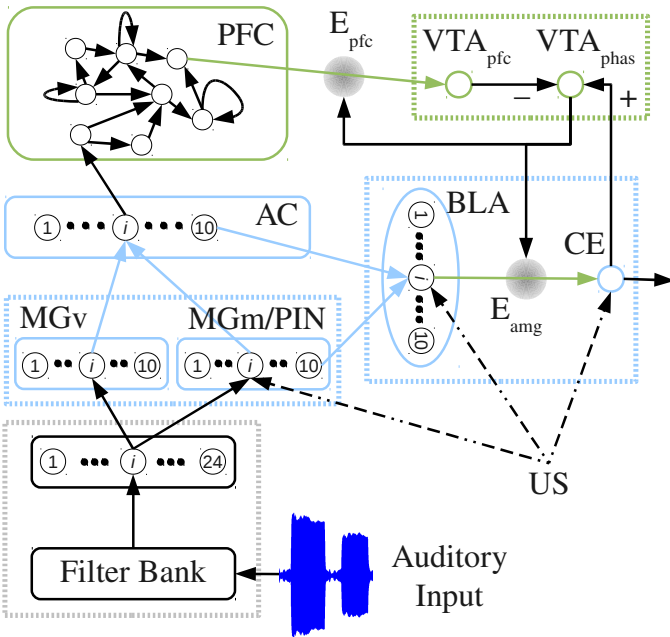 PFC
E pfc
VTA pfc
VTA phas
−
+
1 i 10
AC
BLA
1
i
10
CE
E amg
MGv
MGm/PIN
1 i 10
1 i 10
1 i 24
US
Filter Bank
Auditory
Input